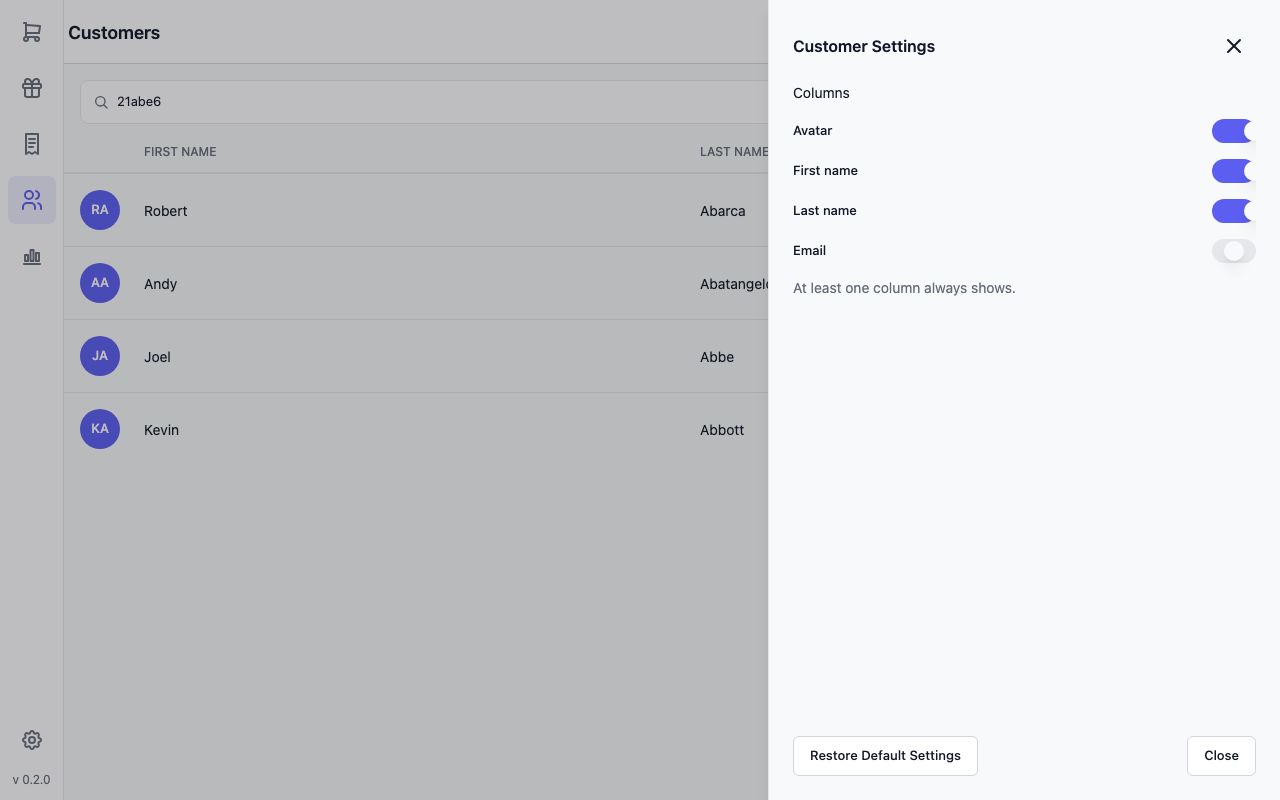 Customers
21abe6
FIRST NAME
LAST NAME
RA
Robert
Abarca
AA
Andy
Abatangelo
JA
Joel
Abbe
KA
Kevin
Abbott
v 0.2.0
Customer Settings
Columns
Avatar
First name
Last name
Email
At least one column always shows.
Restore Default Settings
Close